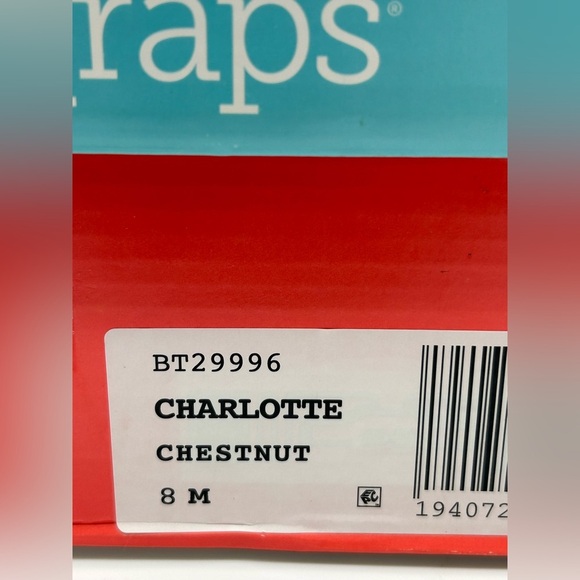 raps®
BT29996
CHARLOTTE
CHESTNUT
8 M
194072